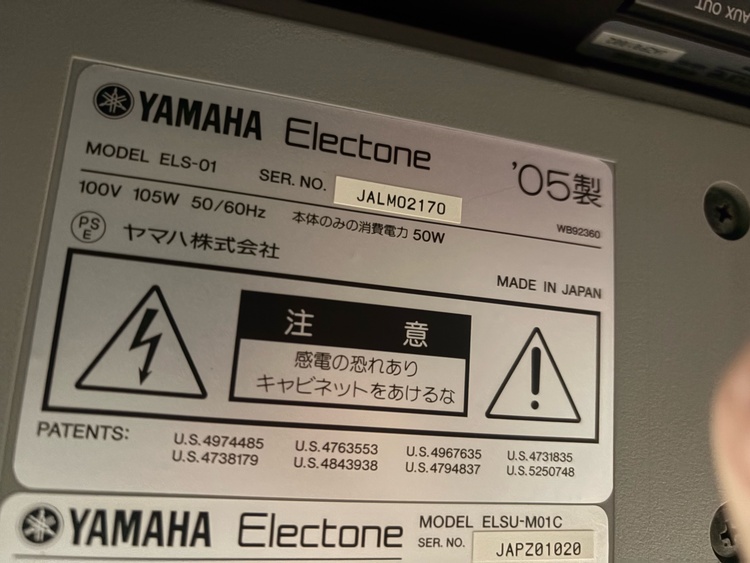 AUX OUT
YAMAHA Electone
MODEL ELS-01 SER. NO. JALM02170 '05製
100V 105W 50/60Hz 本体のみの消費電力 50W WB92360
PS E ヤマハ株式会社
MADE IN JAPAN
注意
感電の恐れあり
キャビネットをあけるな
PATENTS: U.S.4974485 U.S.4763553 U.S.4967635 U.S.4731835
U.S.4738179 U.S.4843938 U.S.4794837 U.S.5250748
YAMAHA Electone MODEL ELSU-M01C
SER. NO. JAPZ01020